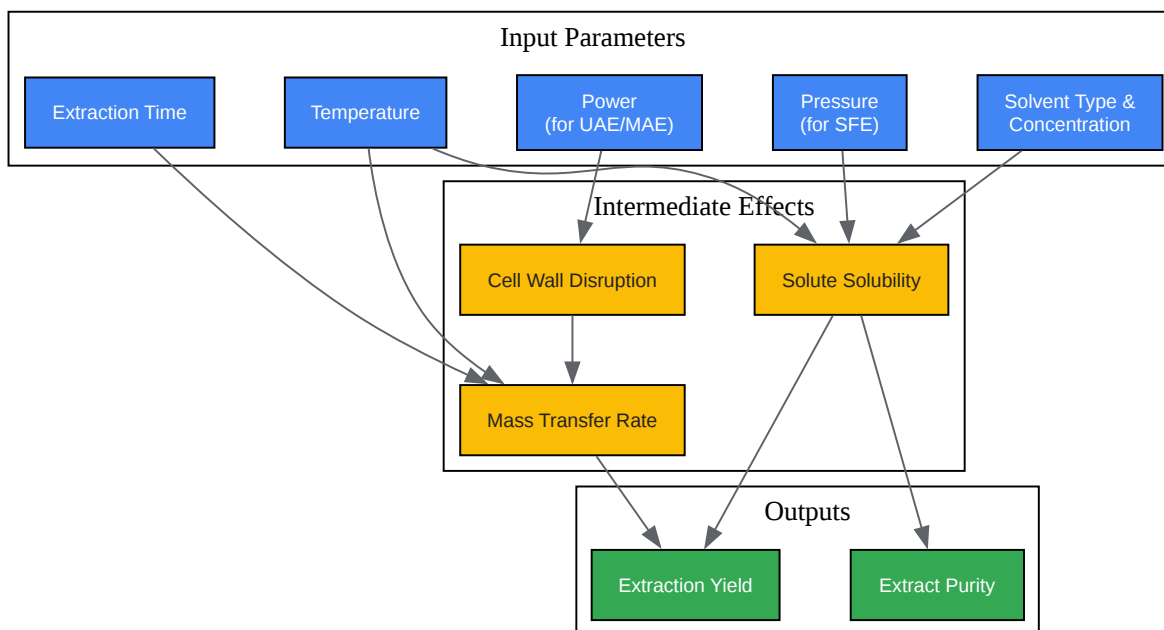 Input Parameters
Extraction Time
Temperature
Power
(for UAE/MAE)
Pressure
(for SFE)
Solvent Type &
Concentration
Intermediate Effects
Cell Wall Disruption
Solute Solubility
Mass Transfer Rate
Outputs
Extraction Yield
Extract Purity